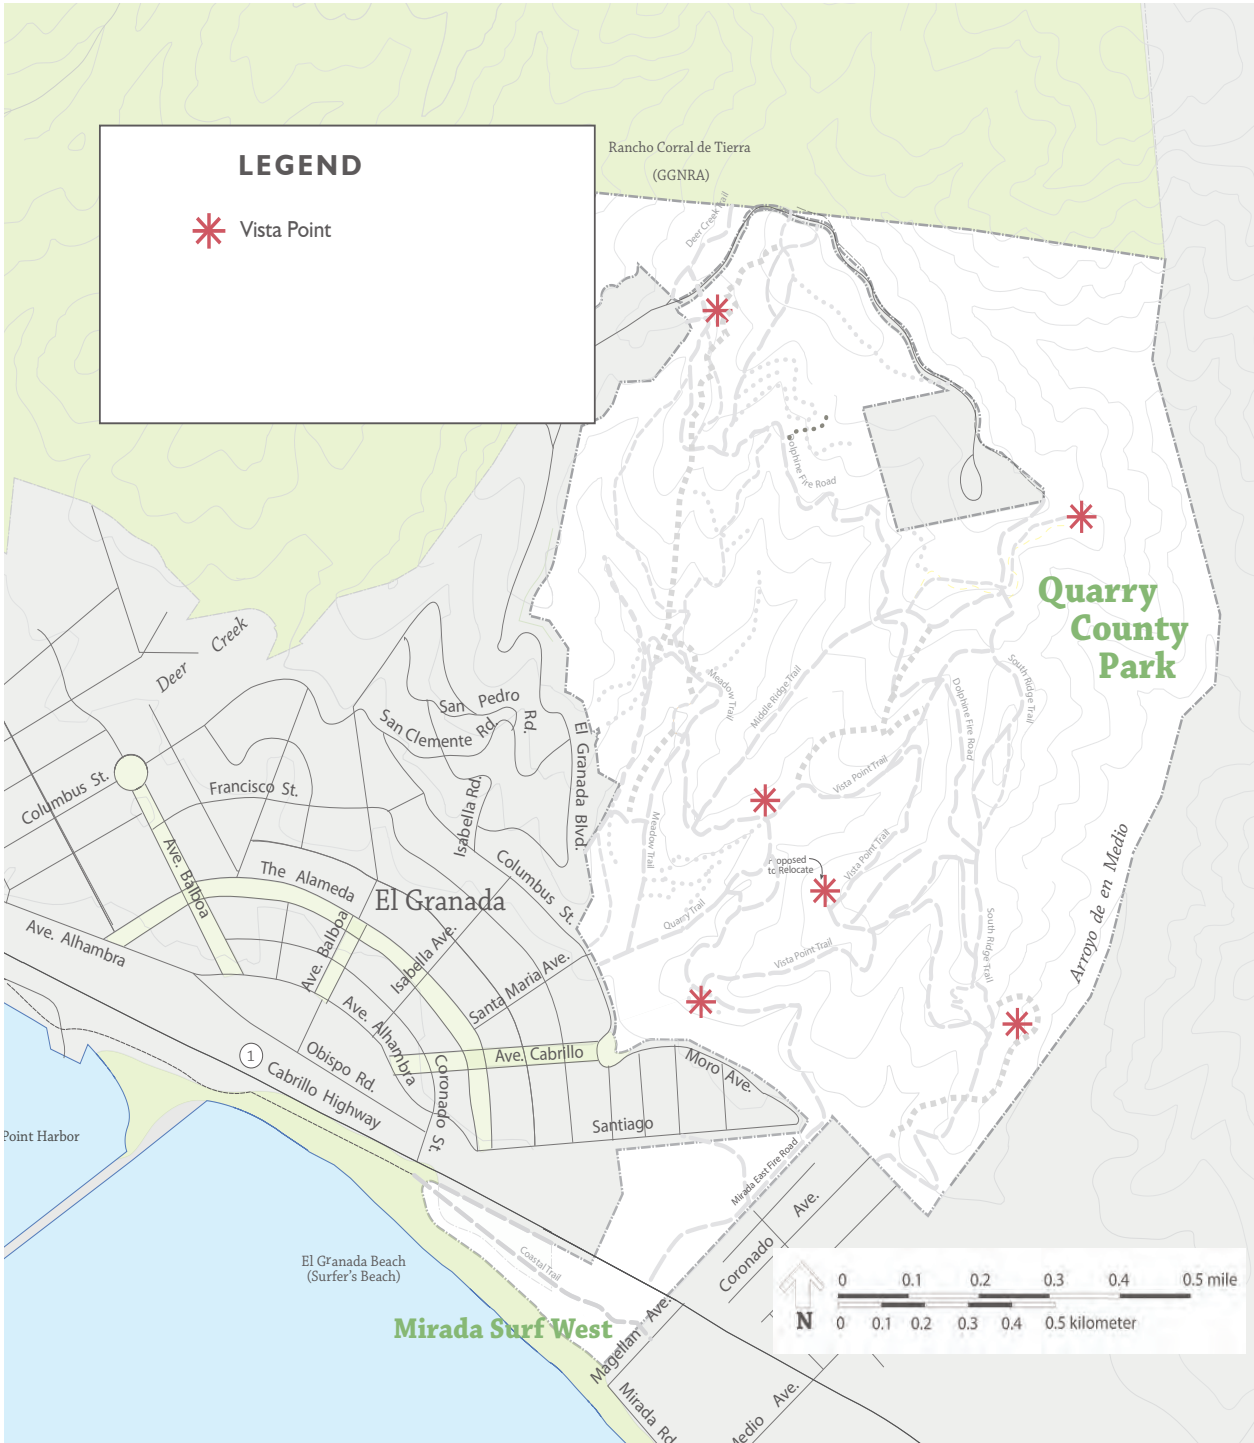 LEGEND
Vista Point
Rancho Corral de Tierra
(GGNRA)
Deer Creek Trail
Dolphine Fire Road
Quarry
County
Park
Deer Creek
San Pedro Rd.
San Clemente Rd.
El Granada Blvd.
Meadow Trail
Middle Ridge Trail
Dolphine Fire Road
South Ridge Trail
Columbus St.
Francisco St.
Isabella Rd.
Vista Point Trail
Meadow Trail
Ave. Balboa
The Alameda
Columbus St.
Proposed
to Relocate
Vista Point Trail
El Granada
Quarry Trail
Arroyo de en Medio
Ave. Alhambra
Ave. Balboa
Isabella Ave.
Santa Maria Ave.
Vista Point Trail
South Ridge Trail
Ave. Alhambra
1
Obispo Rd.
Cabrillo Highway
Coronado St.
Ave. Cabrillo
Moro Ave.
Santiago
Point Harbor
Mirada East Fire Road
Coronado Ave.
El Granada Beach
(Surfer's Beach)
Coastal Trail
Mirada Surf West
Magellan Ave.
Mirada Rd.
Medio Ave.
N
0 0.1 0.2 0.3 0.4 0.5 mile
0 0.1 0.2 0.3 0.4 0.5 kilometer